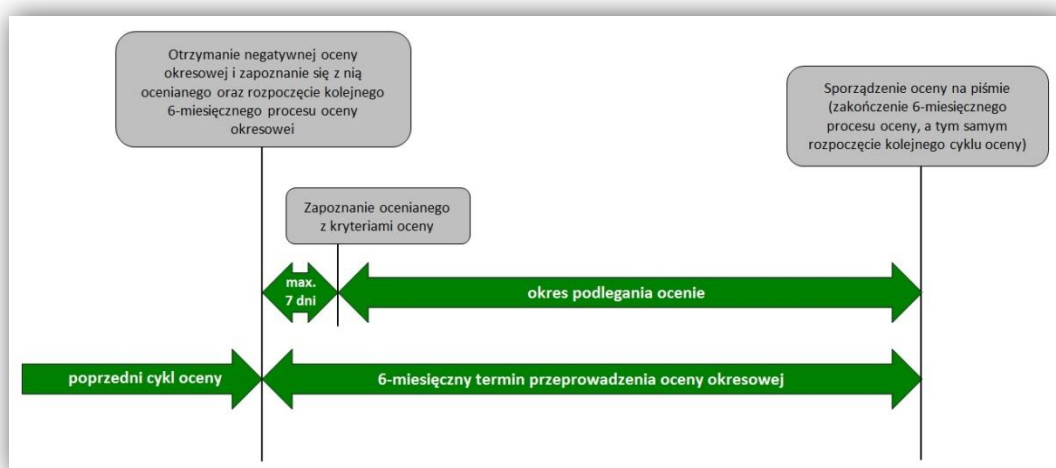 Otrzymanie negatywnej oceny
okresowej i zapoznanie się z nią
ocenianego oraz rozpoczęcie kolejnego
6-miesięcznego procesu oceny
okresowei
Sporządzenie oceny na piśmie
(zakończenie 6-miesięcznego
procesu oceny, a tym samym
rozpoczęcie kolejnego cyklu oceny)
Zapoznanie ocenianego
z kryteriami oceny
max.
7 dni
okres podlegania ocenie
poprzedni cykl oceny
6-miesięczny termin przeprowadzenia oceny okresowej